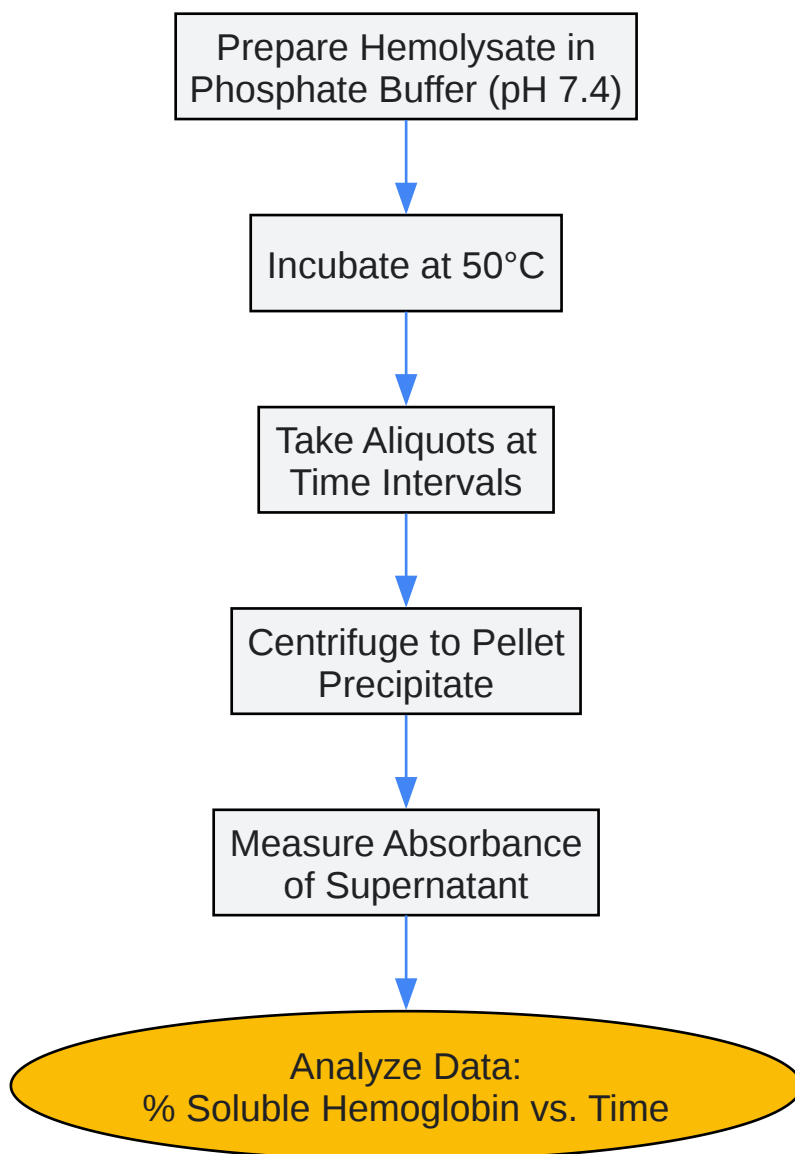 Prepare Hemolysate in
Phosphate Buffer (pH 7.4)
Incubate at 50°C
Take Aliquots at
Time Intervals
Centrifuge to Pellet
Precipitate
Measure Absorbance
of Supernatant
Analyze Data:
% Soluble Hemoglobin vs. Time